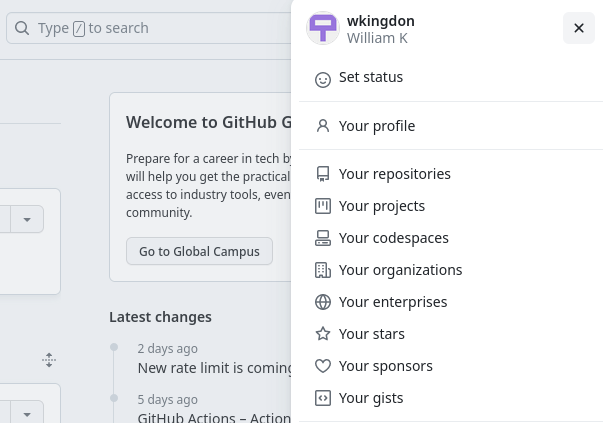 Type / to search
wkingdon
William K
Set status
Your profile
Your repositories
Your projects
Your codespaces
Your organizations
Your enterprises
Your stars
Your sponsors
Your gists
Welcome to GitHub G
Prepare for a career in tech by
will help you get the practical
access to industry tools, even
community.
Go to Global Campus
Latest changes
2 days ago
New rate limit is coming
5 days ago
GitHub Actions – Action